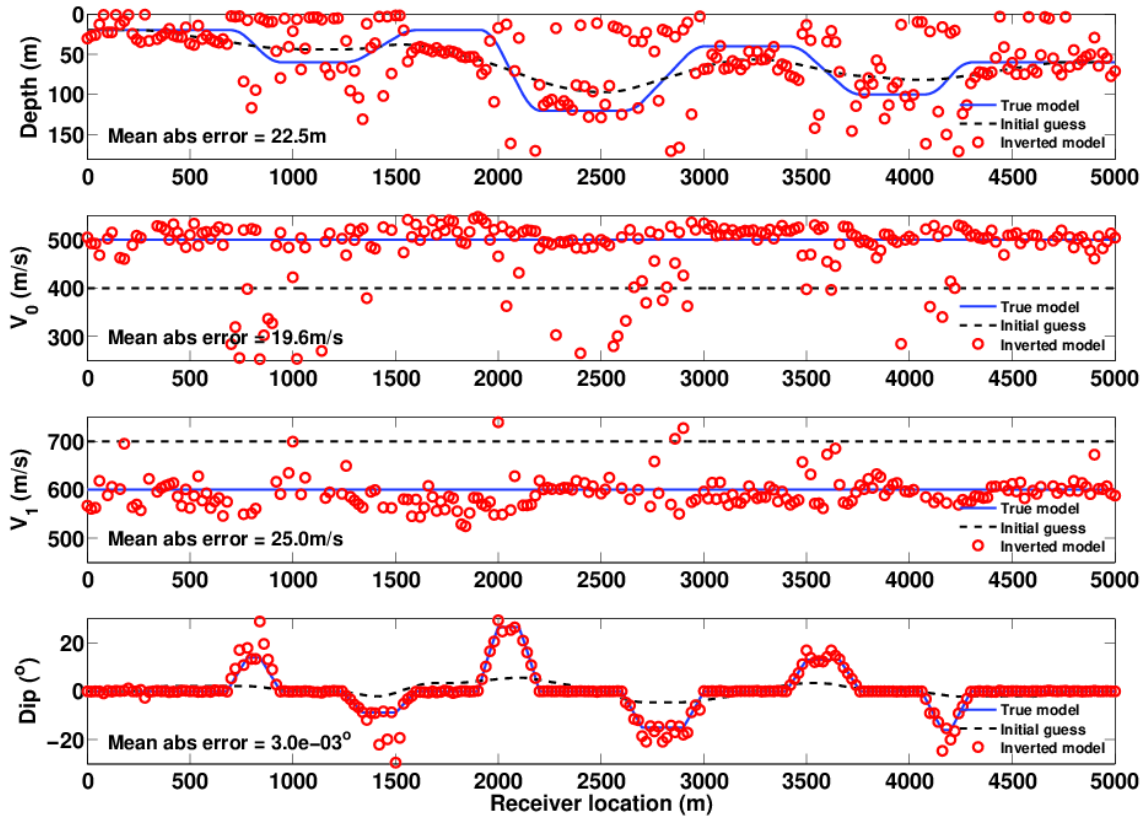 0
50
100
150
Depth (m)
Mean abs error = 22.5m
True model
Initial guess
Inverted model
0 500 1000 1500 2000 2500 3000 3500 4000 4500 5000
500
400
300
V0 (m/s)
Mean abs error = 19.6m/s
True model
Initial guess
Inverted model
0 500 1000 1500 2000 2500 3000 3500 4000 4500 5000
700
600
500
V1 (m/s)
Mean abs error = 25.0m/s
True model
Initial guess
Inverted model
0 500 1000 1500 2000 2500 3000 3500 4000 4500 5000
20
0
−20
Dip (o)
Mean abs error = 3.0e−03o
True model
Initial guess
Inverted model
0 500 1000 1500 2000 2500 3000 3500 4000 4500 5000
Receiver location (m)